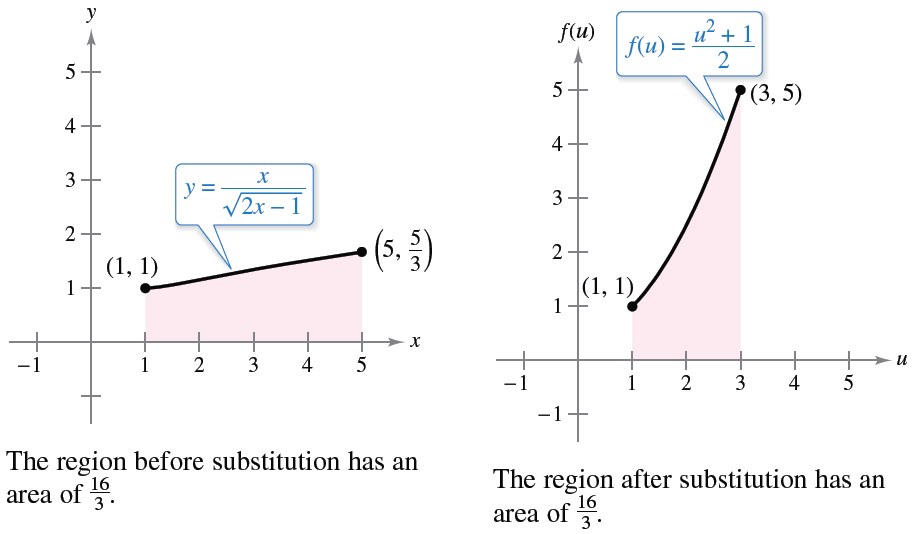 y
5
4
3
2
1
y = x/√(2x − 1)
(1, 1)
(5, 5/3)
x
−1 1 2 3 4 5
The region before substitution has an
area of 16/3.
f(u)
f(u) = (u² + 1)/2
5
(3, 5)
4
3
2
(1, 1)
1
u
−1 1 2 3 4 5
−1
The region after substitution has an
area of 16/3.